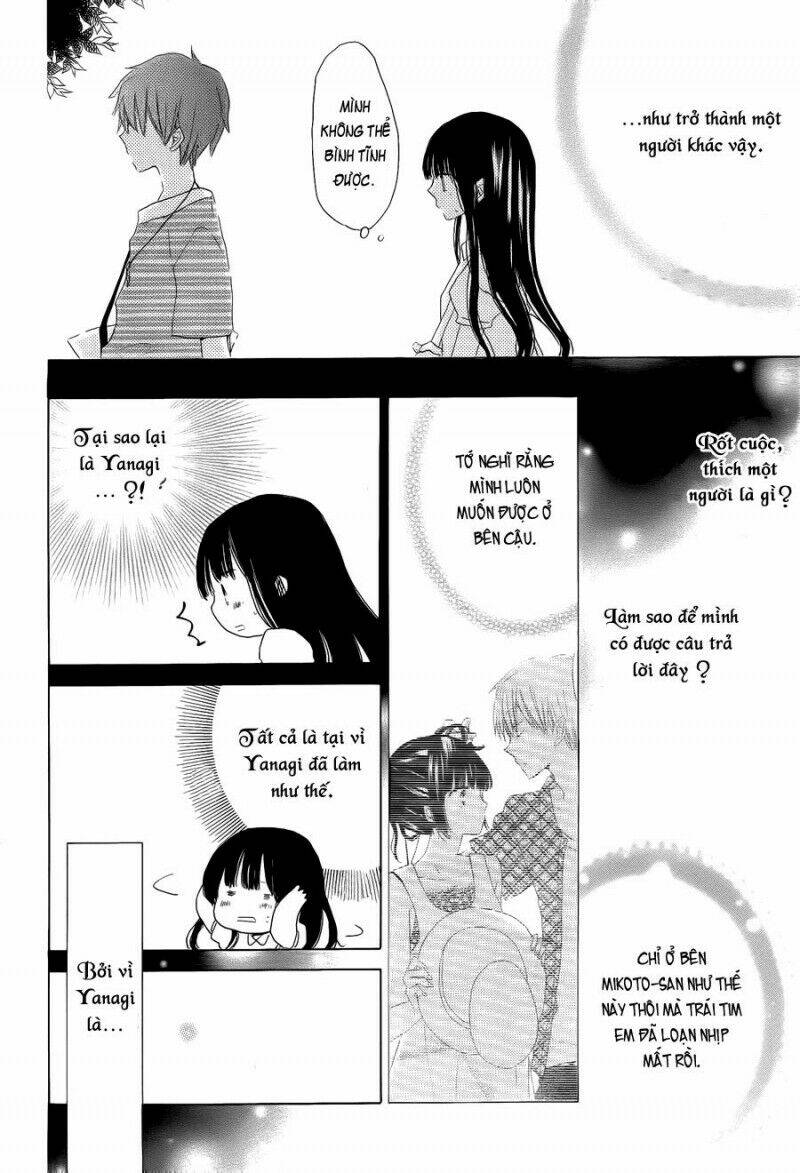 ...như trở thành một
người khác vậy.
MÌNH
KHÔNG THỂ
BÌNH TĨNH
ĐƯỢC.
Rốt cuộc,
thích một
người là gì?
Làm sao để mình
có được câu trả
lời đây?
TỚ NGHĨ RẰNG
MÌNH LUÔN
MUỐN ĐƯỢC Ở
BÊN CẬU.
CHỈ Ở BÊN
MIKOTO-SAN NHƯ THẾ
NÀY THÔI MÀ TRÁI TIM
EM ĐÃ LOẠN NHỊP
MẤT RỒI.
Tại sao lại
là Yanagi
... ?!
Tất cả là tại vì
Yanagi đã làm
như thế.
Bởi vì
Yanagi
là...